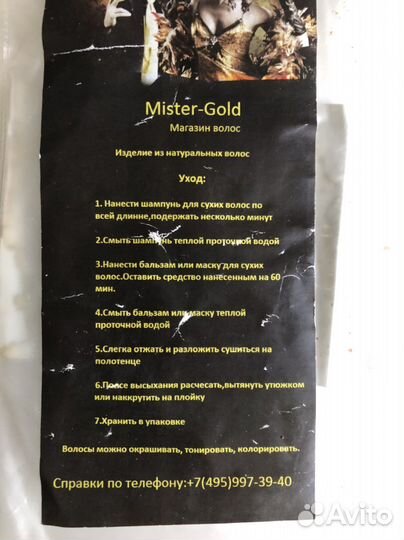 Mister-Gold
Магазин волос
Изделие из натуральных волос
Уход:
1. Нанести шампунь для сухих волос по
всей длинне,подержать несколько минут
2.Смыть шампунь теплой проточной водой
3.Нанести бальзам или маску для сухих
волос.Оставить средство нанесенным на 60
мин.
4.Смыть бальзам или маску теплой
проточной водой
5.Слегка отжать и разложить сушиться на
полотенце
6.После высыхания расчесать,вытянуть утюжком
или наккрутить на плойку
7.Хранить в упаковке
Волосы можно окрашивать, тонировать, колорировать.
Справки по телефону:+7(495)997-39-40
Avito